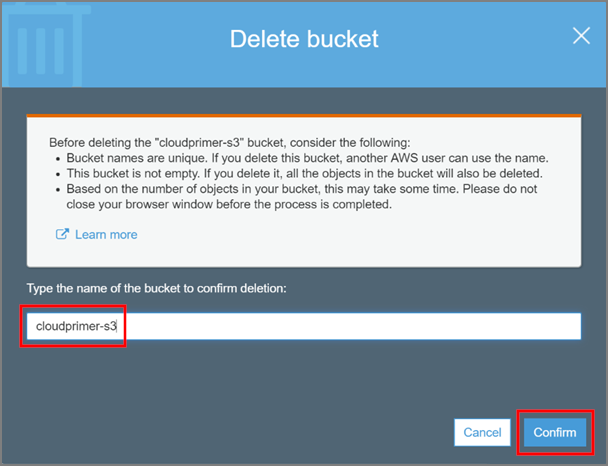 Delete bucket
Before deleting the "cloudprimer-s3" bucket, consider the following:
• Bucket names are unique. If you delete this bucket, another AWS user can use the name.
• This bucket is not empty. If you delete it, all the objects in the bucket will also be deleted.
• Based on the number of objects in your bucket, this may take some time. Please do not
close your browser window before the process is completed.
Learn more
Type the name of the bucket to confirm deletion:
cloudprimer-s3
Cancel
Confirm